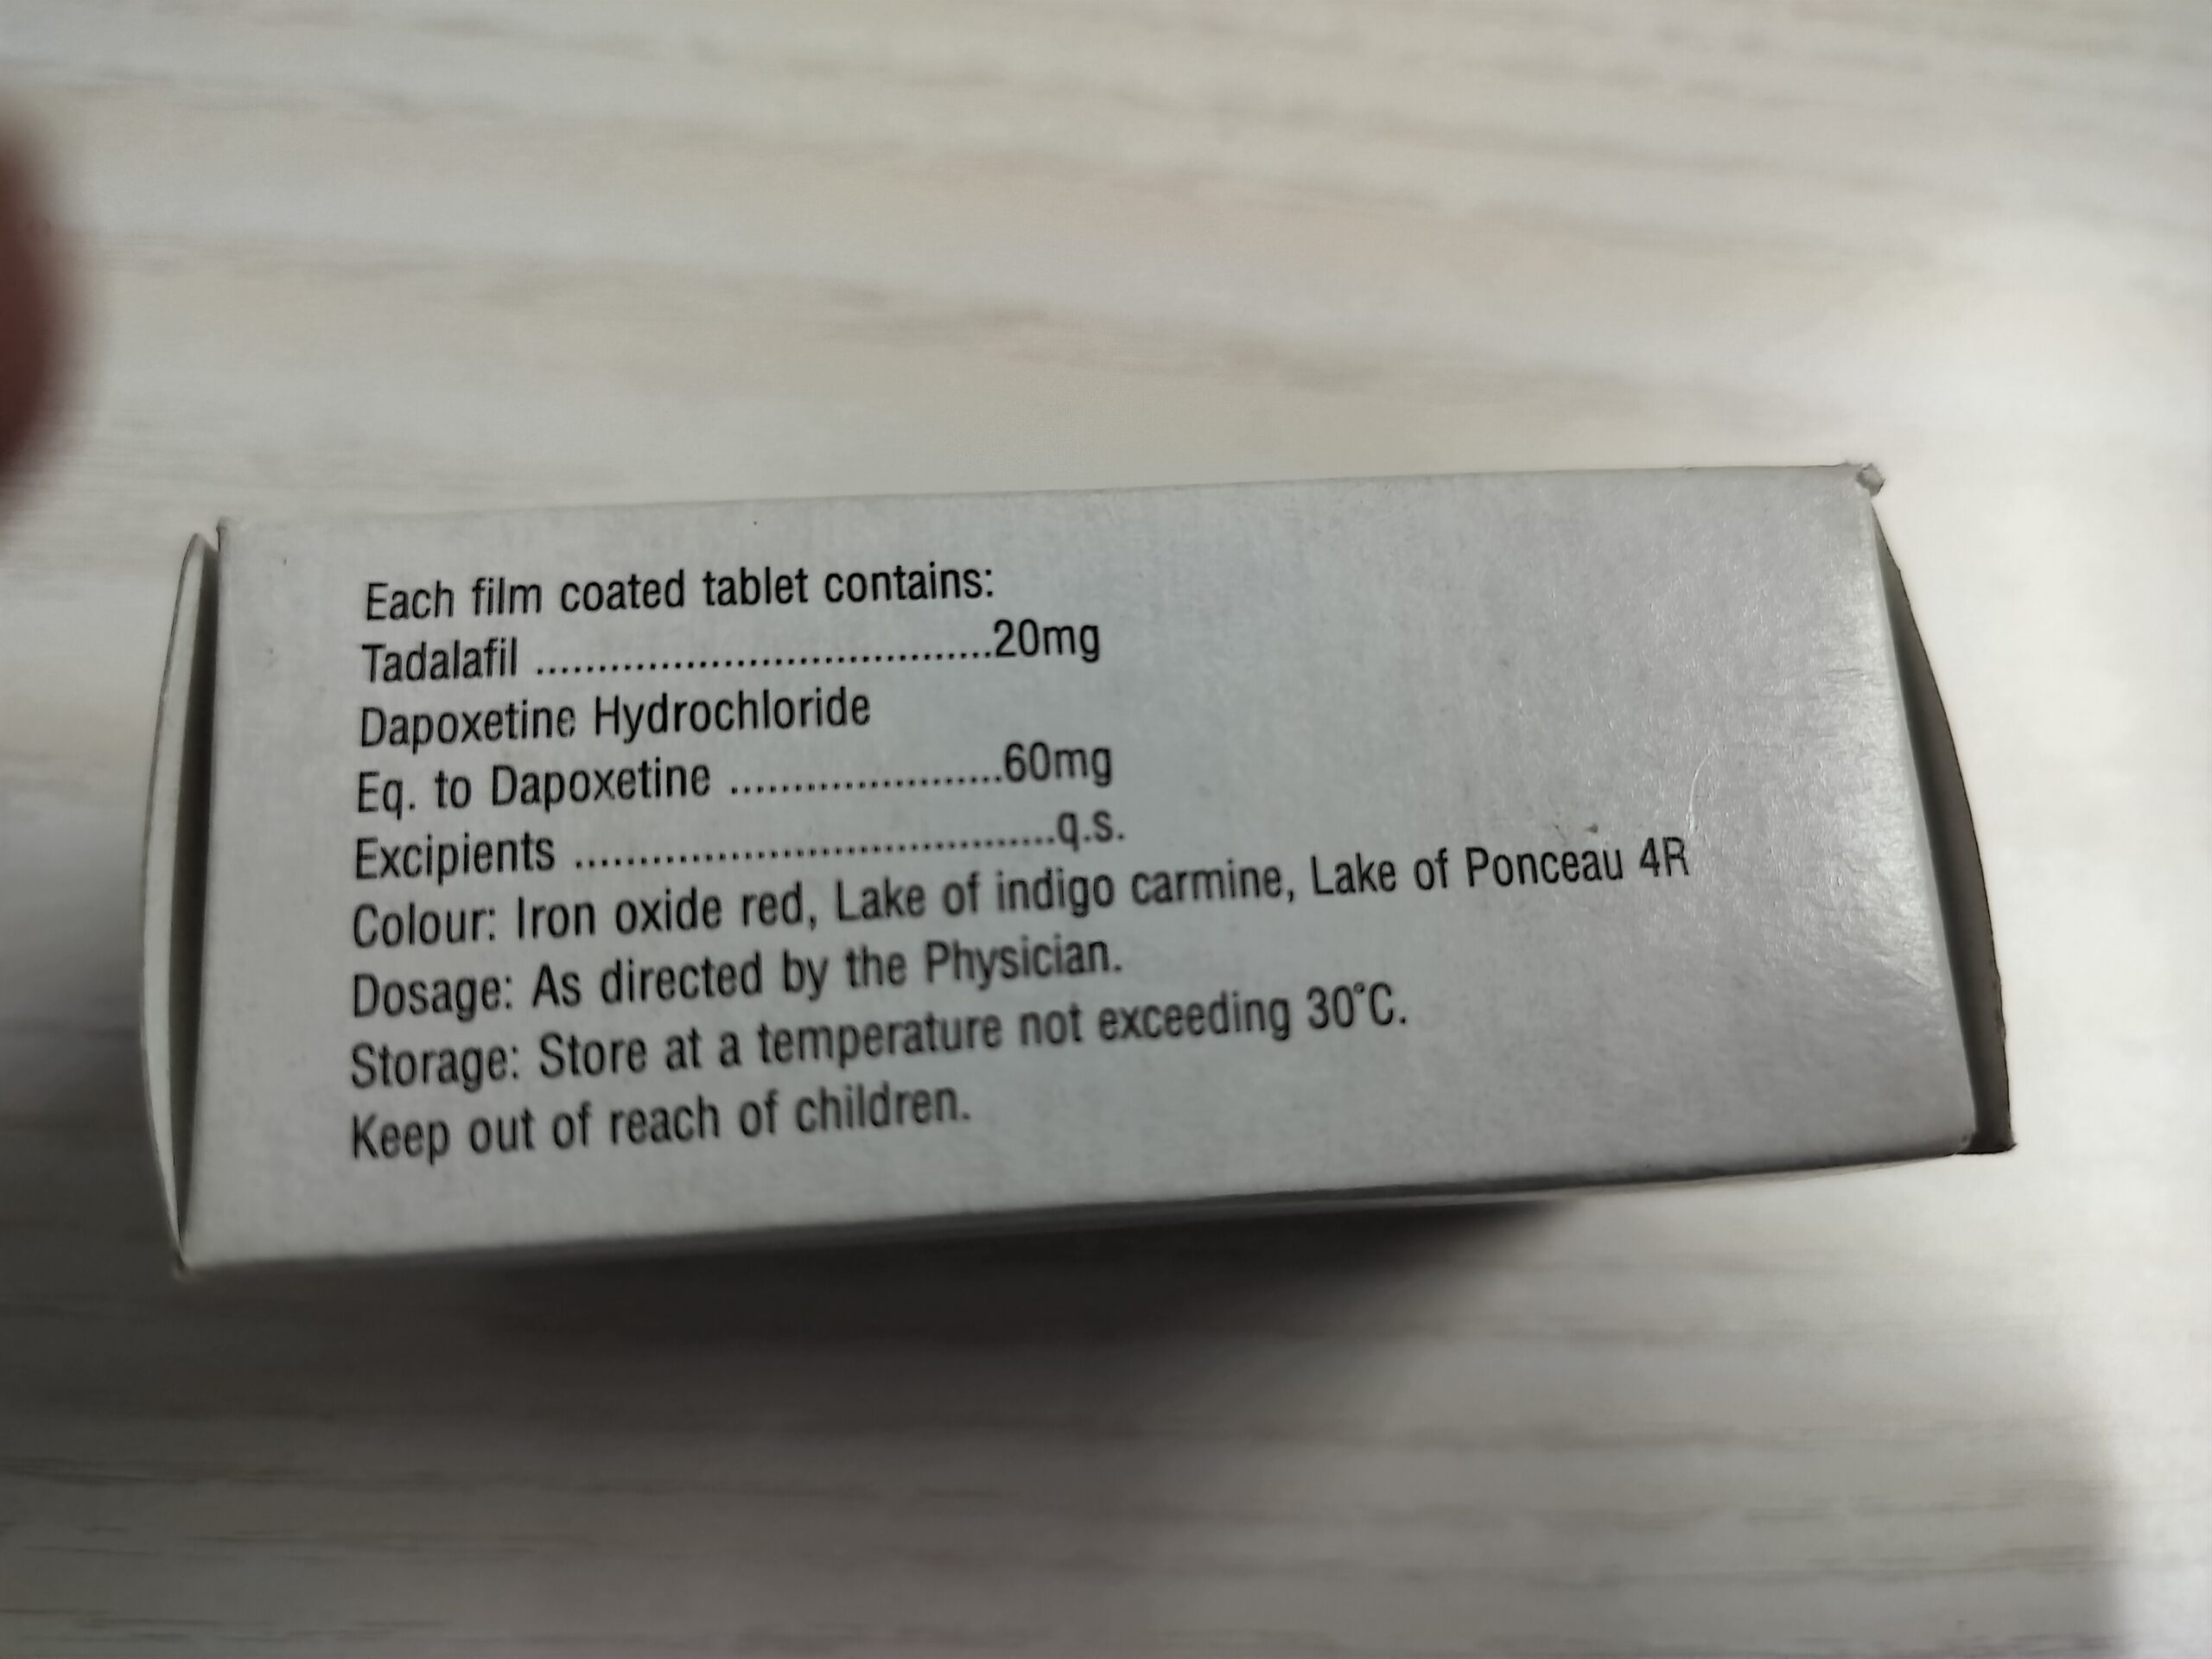 Each film coated tablet contains:
Tadalafil .....................................20mg
Dapoxetine Hydrochloride
Eq. to Dapoxetine ......................60mg
Excipients .......................................q.s.
Colour: Iron oxide red, Lake of indigo carmine, Lake of Ponceau 4R
Dosage: As directed by the Physician.
Storage: Store at a temperature not exceeding 30°C.
Keep out of reach of children.